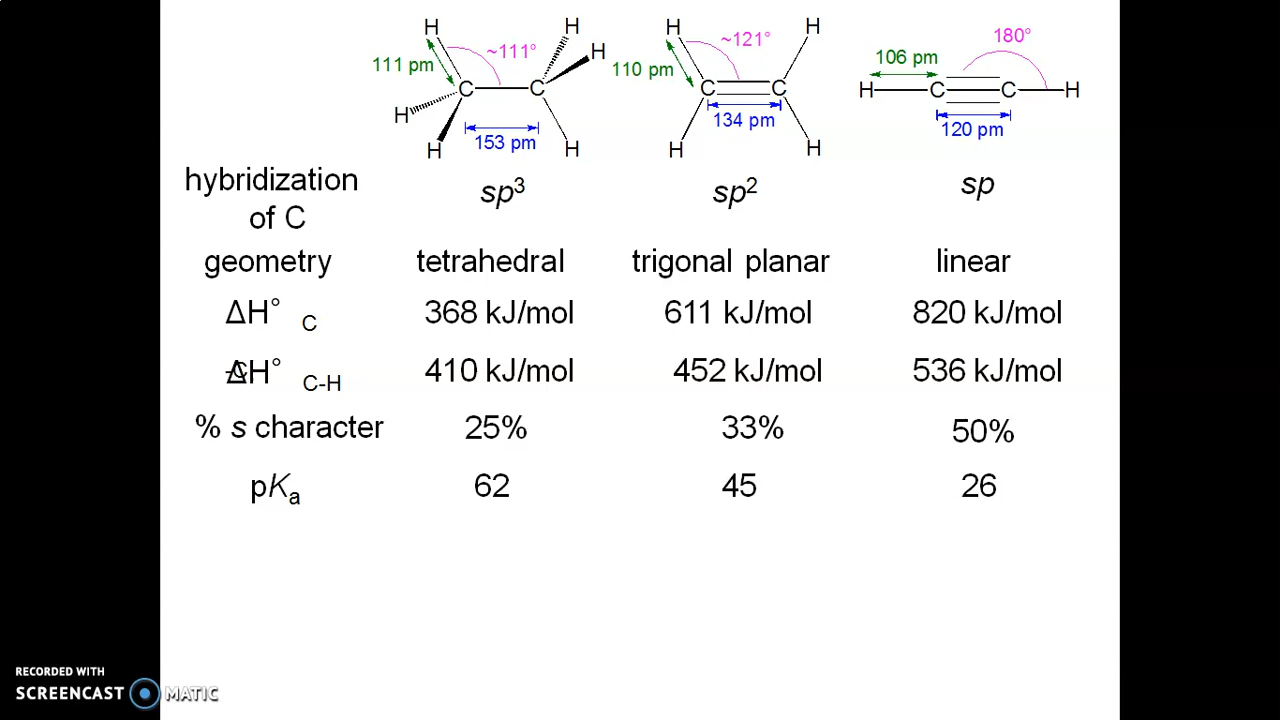 H H H ~111° 111 pm C C H H H 153 pm
H H ~121° 110 pm C C 134 pm H H
180° 106 pm H C C H 120 pm
hybridization of C sp³ sp² sp
geometry tetrahedral trigonal planar linear
ΔH° C 368 kJ/mol 611 kJ/mol 820 kJ/mol
ΔH° C-H 410 kJ/mol 452 kJ/mol 536 kJ/mol
% s character 25% 33% 50%
pKa 62 45 26
RECORDED WITH
SCREENCAST MATIC